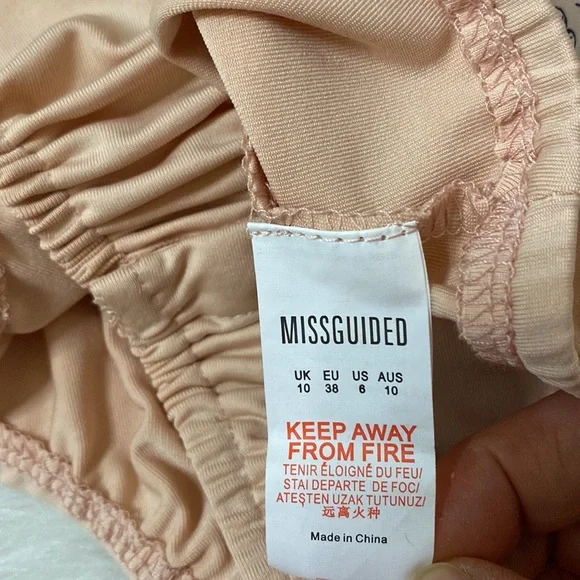 MISSGUIDED
UK EU US AUS
10 38 6 10
KEEP AWAY
FROM FIRE
TENIR ÉLOIGNÉ DU FEU/
STAI DEPARTE DE FOC/
ATEŞTEN UZAK TUTUNUZ/
远离火种
Made in China